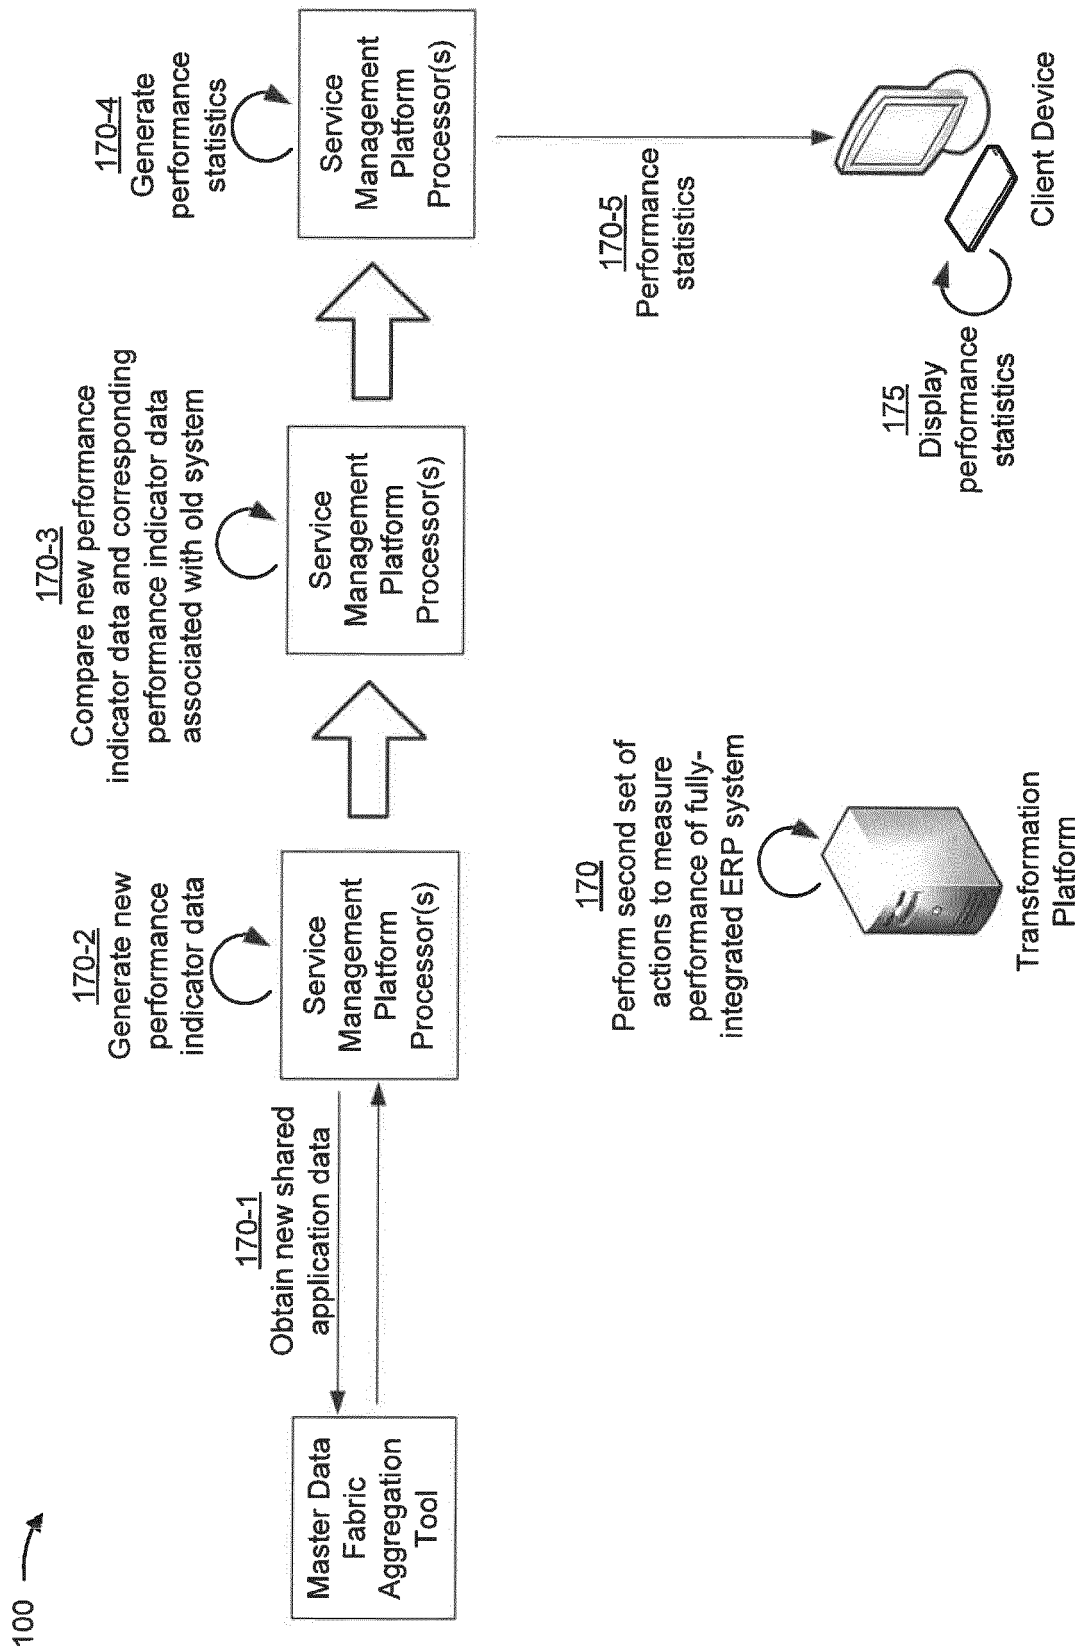 100
Master Data
Fabric
Aggregation
Tool
170-1
Obtain new shared
application data
170-2
Generate new
performance
indicator data
Service
Management
Platform
Processor(s)
170-3
Compare new performance
indicator data and corresponding
performance indicator data
associated with old system
Service
Management
Platform
Processor(s)
170-4
Generate
performance
statistics
Service
Management
Platform
Processor(s)
170
Perform second set of
actions to measure
performance of fully-
integrated ERP system
Transformation
Platform
170-5
Performance
statistics
175
Display
performance
statistics
Client Device